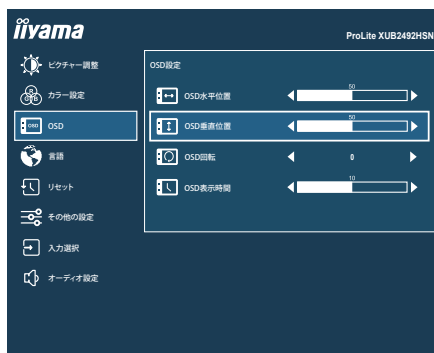 iiyama
ProLite XUB2492HSN
ピクチャー調整
カラー設定
OSD
言語
リセット
その他の設定
入力選択
オーディオ設定
OSD設定
OSD水平位置
50
OSD垂直位置
50
OSD回転
0
OSD表示時間
10